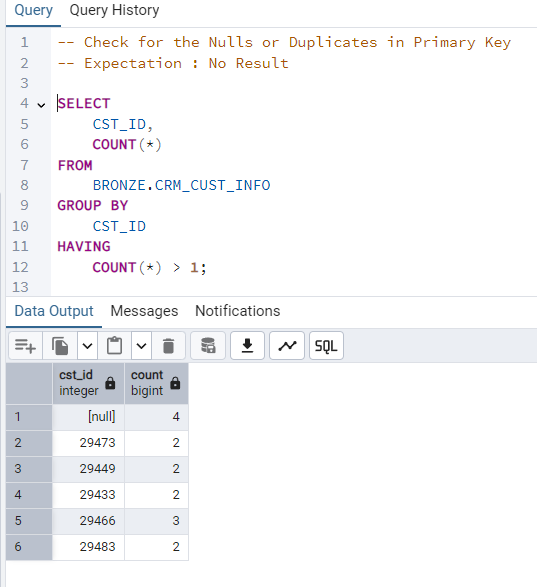 Query Query History
1 -- Check for the Nulls or Duplicates in Primary Key
2 -- Expectation : No Result
3
4 SELECT
5 CST_ID,
6 COUNT(*)
7 FROM
8 BRONZE.CRM_CUST_INFO
9 GROUP BY
10 CST_ID
11 HAVING
12 COUNT(*) > 1;
13
Data Output Messages Notifications
SQL
cst_id count
integer bigint
1 [null] 4
2 29473 2
3 29449 2
4 29433 2
5 29466 3
6 29483 2